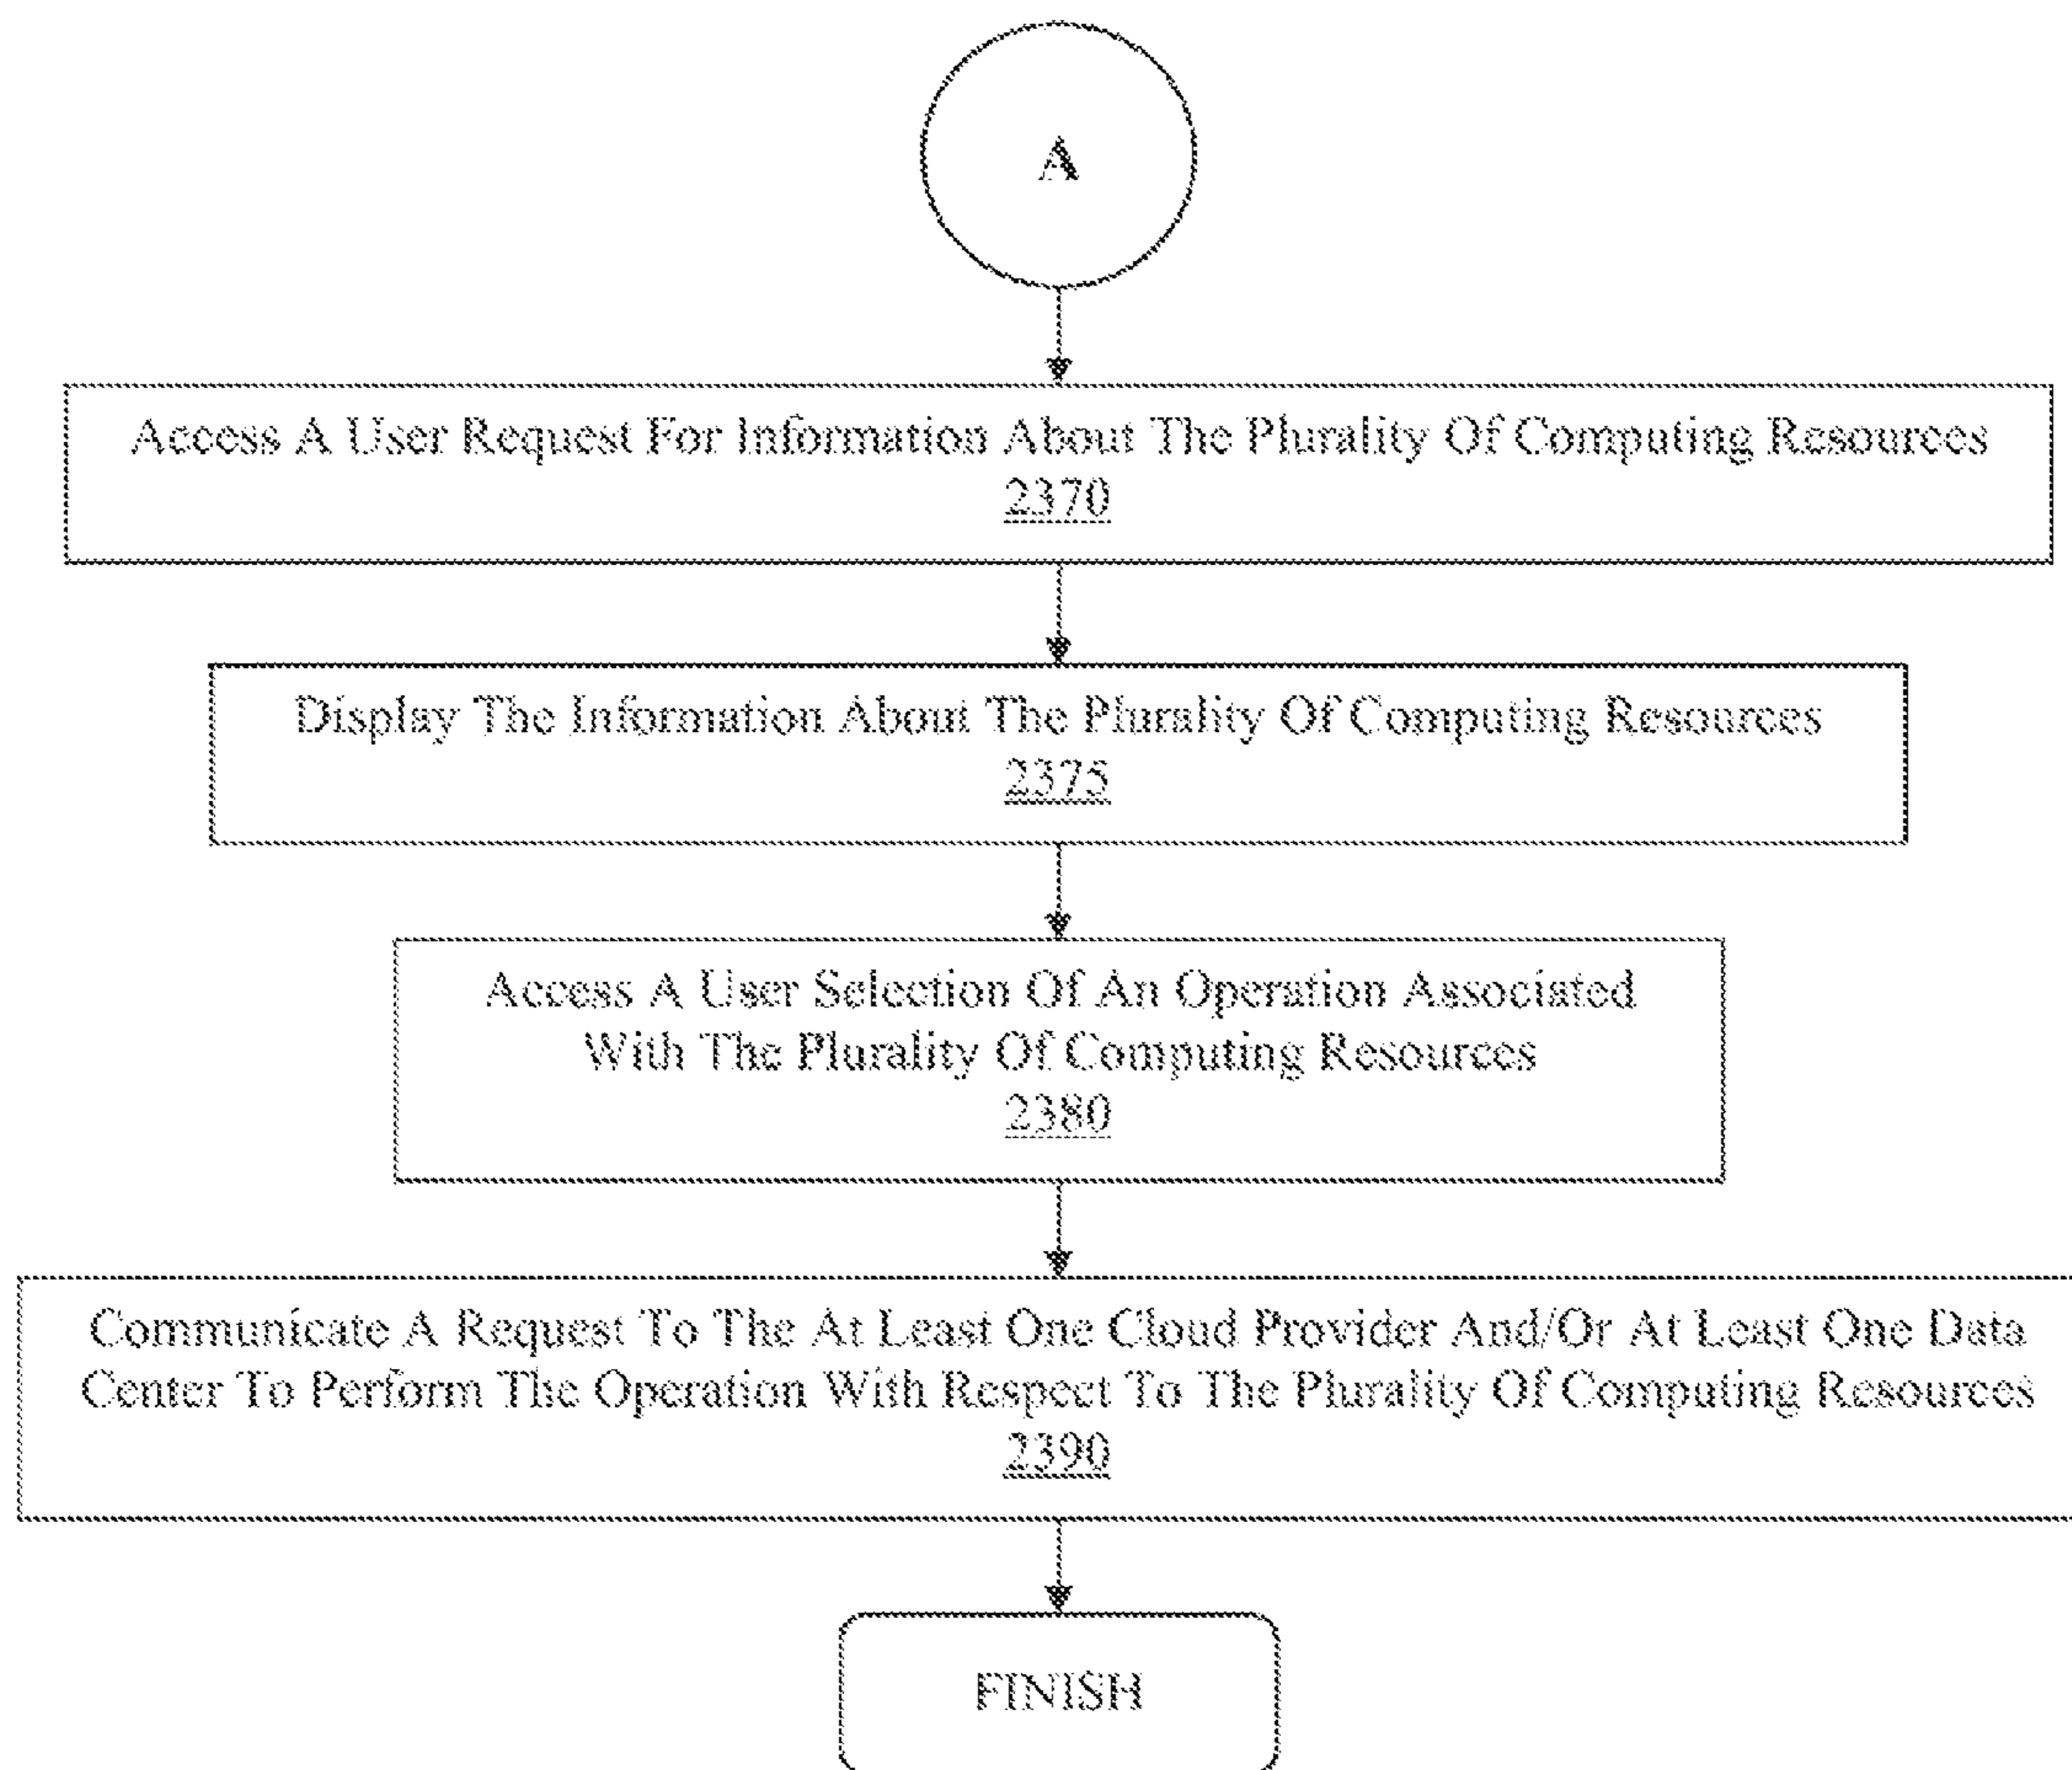 A
Access A User Request For Information About The Plurality Of Computing Resources
2370
Display The Information About The Plurality Of Computing Resources
2375
Access A User Selection Of An Operation Associated
With The Plurality Of Computing Resources
2380
Communicate A Request To The At Least One Cloud Provider And/Or At Least One Data
Center To Perform The Operation With Respect To The Plurality Of Computing Resources
2390
FINISH